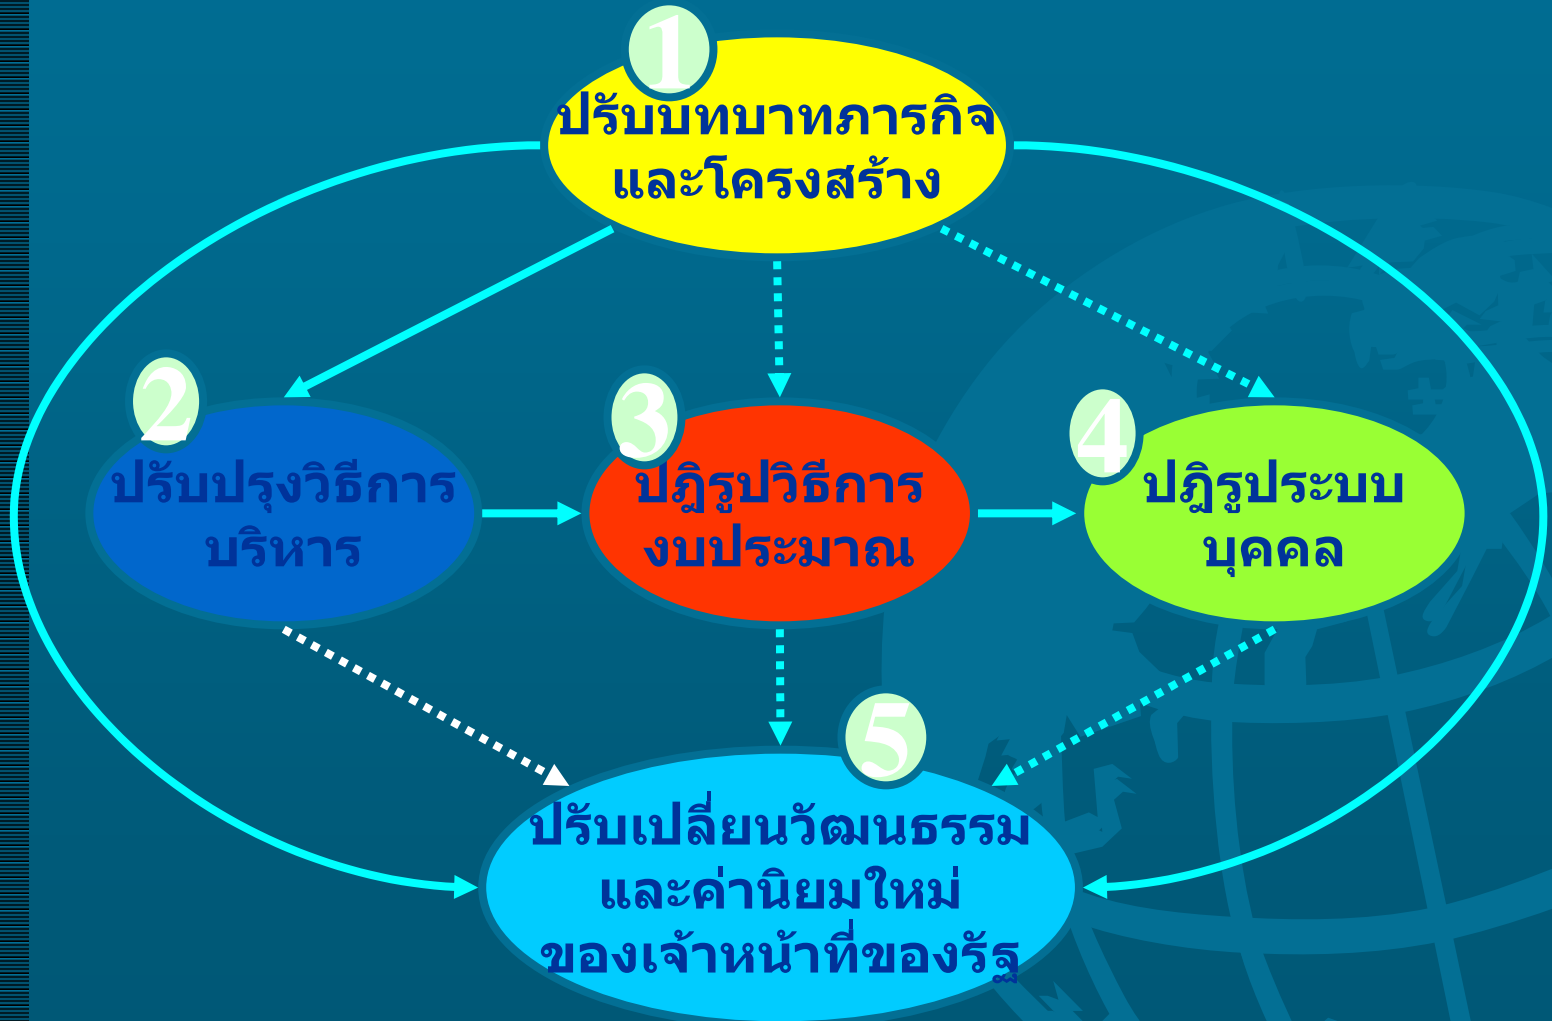 1
ปรับบทบาทภารกิจ
และโครงสร้าง
2
ปรับปรุงวิธีการ
บริหาร
3
ปฎิรูปวิธีการ
งบประมาณ
4
ปฎิรูประบบ
บุคคล
5
ปรับเปลี่ยนวัฒนธรรม
และค่านิยมใหม่
ของเจ้าหน้าที่ของรัฐ